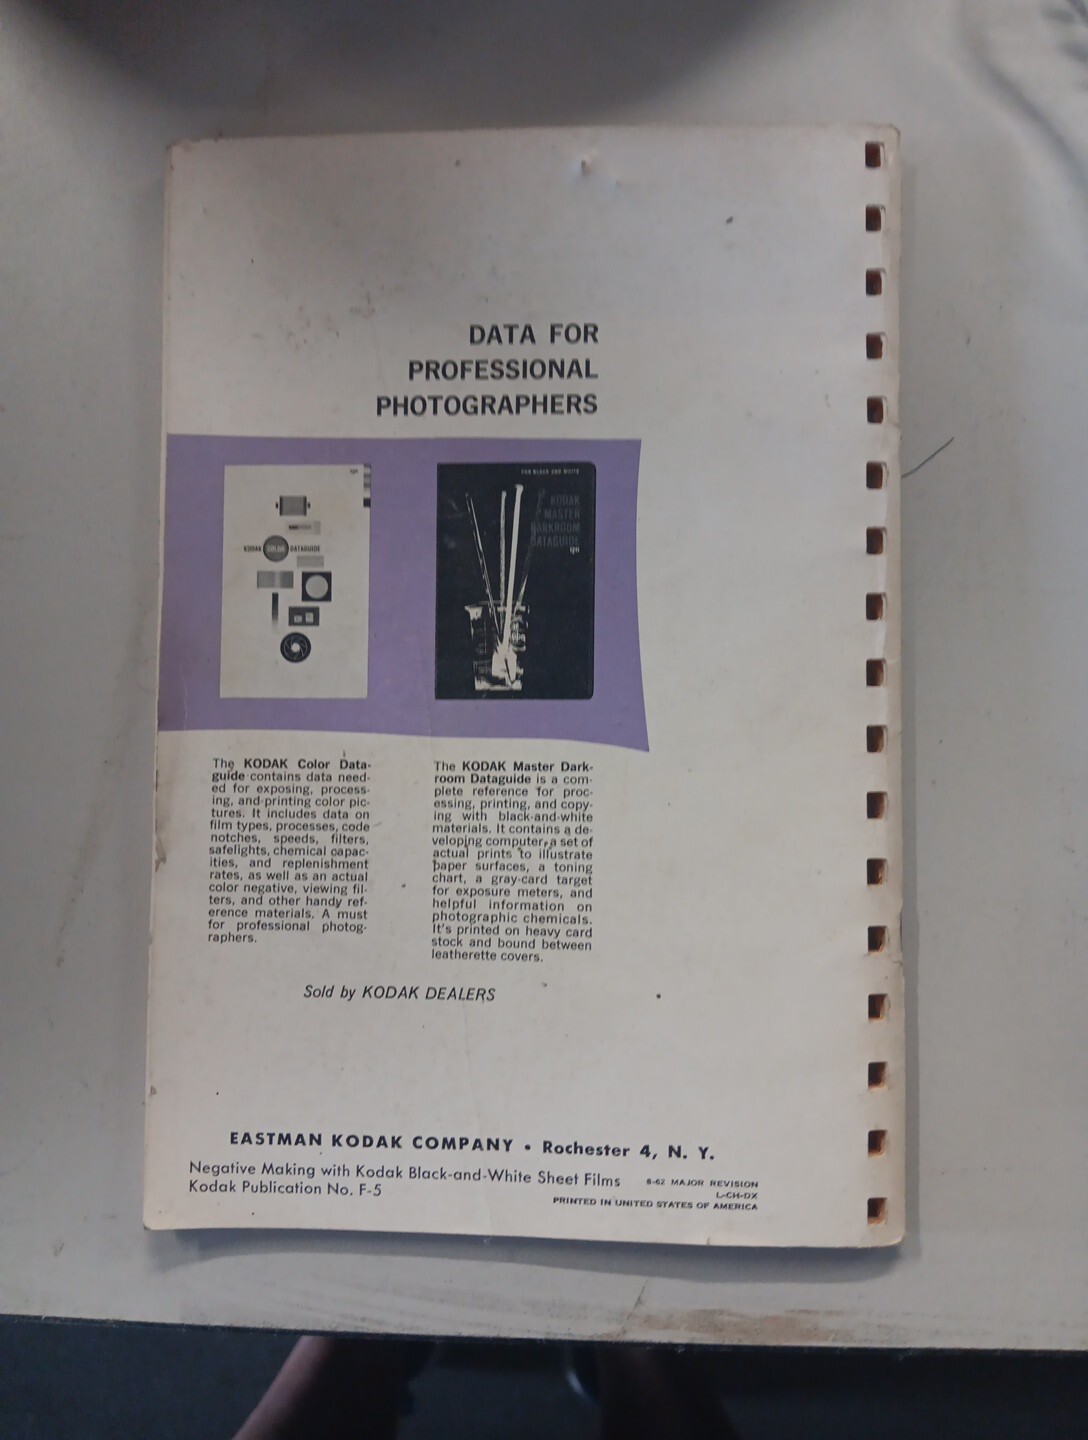 DATA FOR
PROFESSIONAL
PHOTOGRAPHERS
KODAK COLOR DATAGUIDE
FOR BLACK AND WHITE
KODAK
MASTER
DARKROOM
DATAGUIDE
The KODAK Color Data-
guide contains data need-
ed for exposing, process-
ing, and printing color pic-
tures. It includes data on
film types, processes, code
notches, speeds, filters,
safelights, chemical capac-
ities, and replenishment
rates, as well as an actual
color negative, viewing fil-
ters, and other handy ref-
erence materials. A must
for professional photog-
raphers.
The KODAK Master Dark-
room Dataguide is a com-
plete reference for proc-
essing, printing, and copy-
ing with black-and-white
materials. It contains a de-
veloping computer, a set of
actual prints to illustrate
paper surfaces, a toning
chart, a gray-card target
for exposure meters, and
helpful information on
photographic chemicals.
It's printed on heavy card
stock and bound between
leatherette covers.
Sold by KODAK DEALERS
EASTMAN KODAK COMPANY • Rochester 4, N. Y.
Negative Making with Kodak Black-and-White Sheet Films
Kodak Publication No. F-5
6-62 MAJOR REVISION
L-CH-DX
PRINTED IN UNITED STATES OF AMERICA